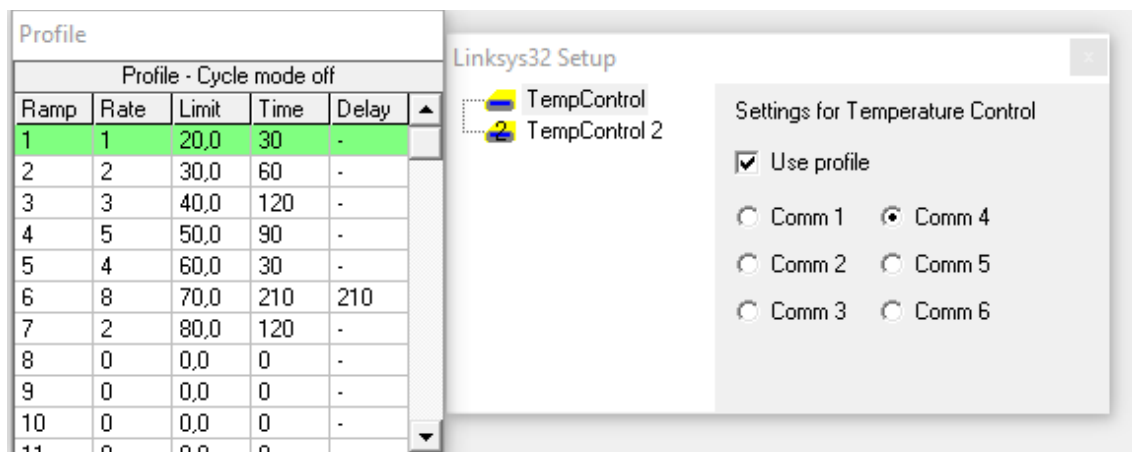 Profile
Profile - Cycle mode off
Ramp Rate Limit Time Delay
1 1 20,0 30 -
2 2 30,0 60 -
3 3 40,0 120 -
4 5 50,0 90 -
5 4 60,0 30 -
6 8 70,0 210 210
7 2 80,0 120 -
8 0 0,0 0 -
9 0 0,0 0 -
10 0 0,0 0 -
Linksys32 Setup
x
TempControl
2 TempControl 2
Settings for Temperature Control
Use profile
Comm 1 Comm 4
Comm 2 Comm 5
Comm 3 Comm 6